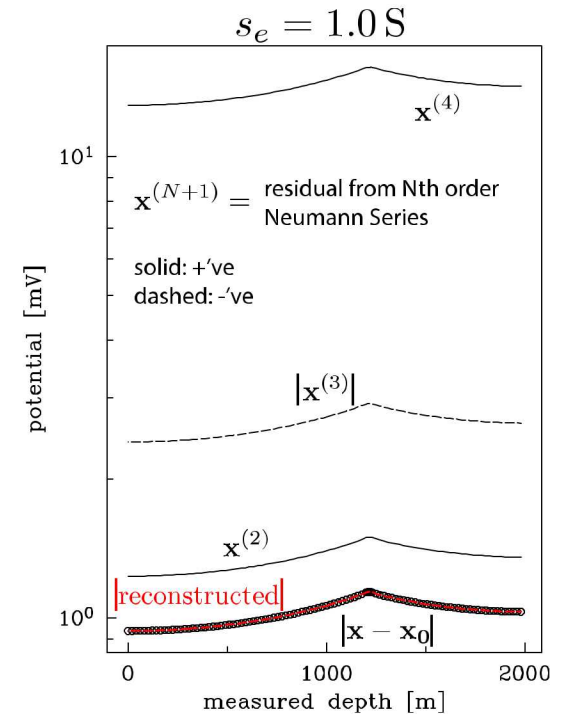 s_e = 1.0 S
x^(4)
10^1
x^(N+1) = residual from Nth order
Neumann Series
solid: +'ve
dashed: -'ve
potential [mV]
|x^(3)|
x^(2)
|reconstructed|
10^0
|x − x_0|
0
1000
2000
measured depth [m]